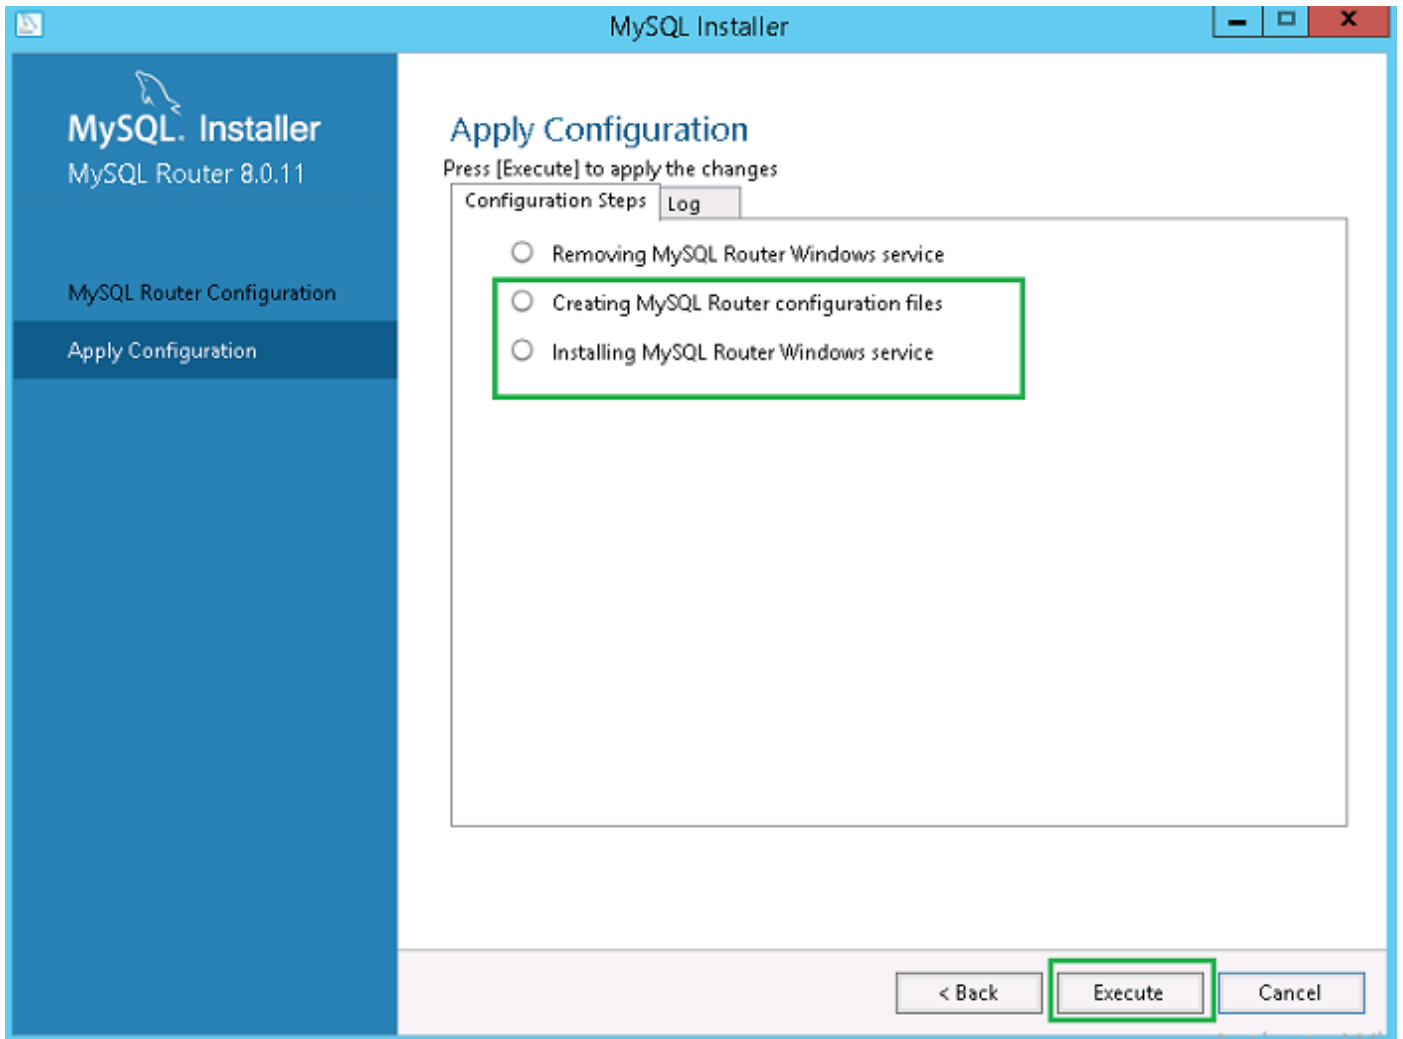 MySQL Installer
MySQL. Installer
MySQL Router 8.0.11
MySQL Router Configuration
Apply Configuration
Apply Configuration
Press [Execute] to apply the changes
Configuration Steps
Log
Removing MySQL Router Windows service
Creating MySQL Router configuration files
Installing MySQL Router Windows service
< Back
Execute
Cancel